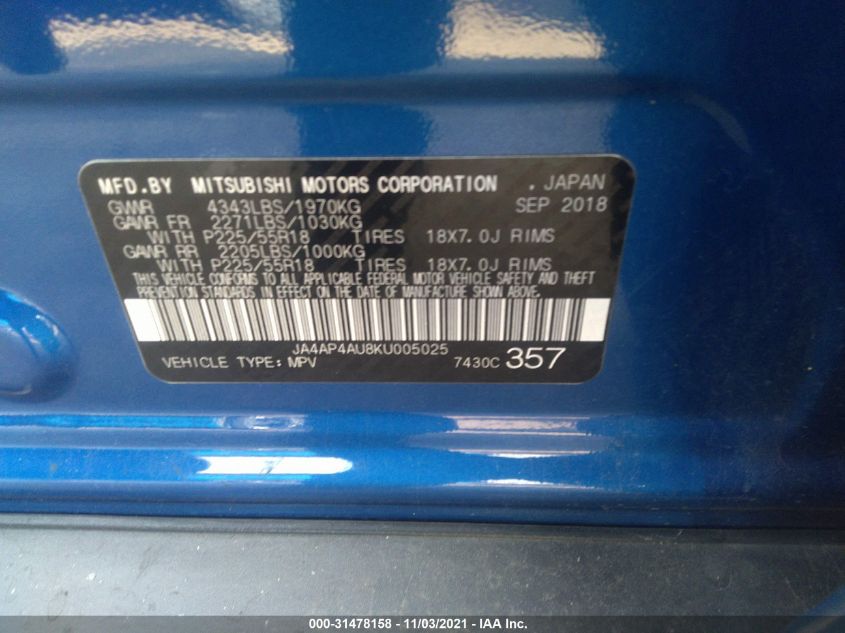 MFD.BY MITSUBISHI MOTORS CORPORATION . JAPAN
GVWR 4343LBS/1970KG SEP 2018
GAWR FR 2271LBS/1030KG
WITH P225/55R18 TIRES 18X7.0J RIMS
GAWR RR 2205LBS/1000KG
WITH P225/55R18 TIRES 18X7.0J RIMS
THIS VEHICLE CONFORMS TO ALL APPLICABLE FEDERAL MOTOR VEHICLE SAFETY AND THEFT
PREVENTION STANDARDS IN EFFECT ON THE DATE OF MANUFACTURE SHOWN ABOVE.
JA4AP4AU8KU005025
VEHICLE TYPE:MPV 7430C 357
000-31478158 - 11/03/2021 - IAA Inc.